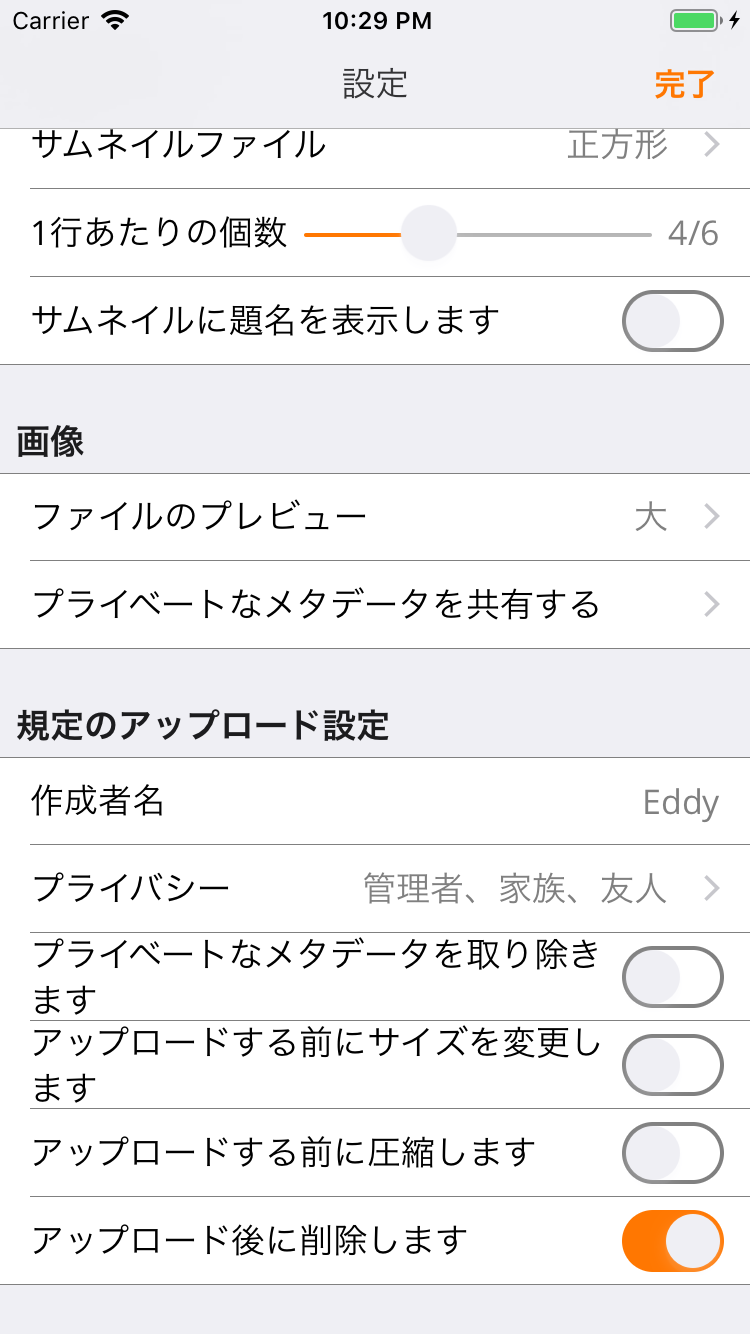 Carrier 10:29 PM
設定 完了
サムネイルファイル 正方形
1行あたりの個数 4/6
サムネイルに題名を表示します
画像
ファイルのプレビュー 大
プライベートなメタデータを共有する
規定のアップロード設定
作成者名 Eddy
プライバシー 管理者、家族、友人
プライベートなメタデータを取り除き
ます
アップロードする前にサイズを変更し
ます
アップロードする前に圧縮します
アップロード後に削除します